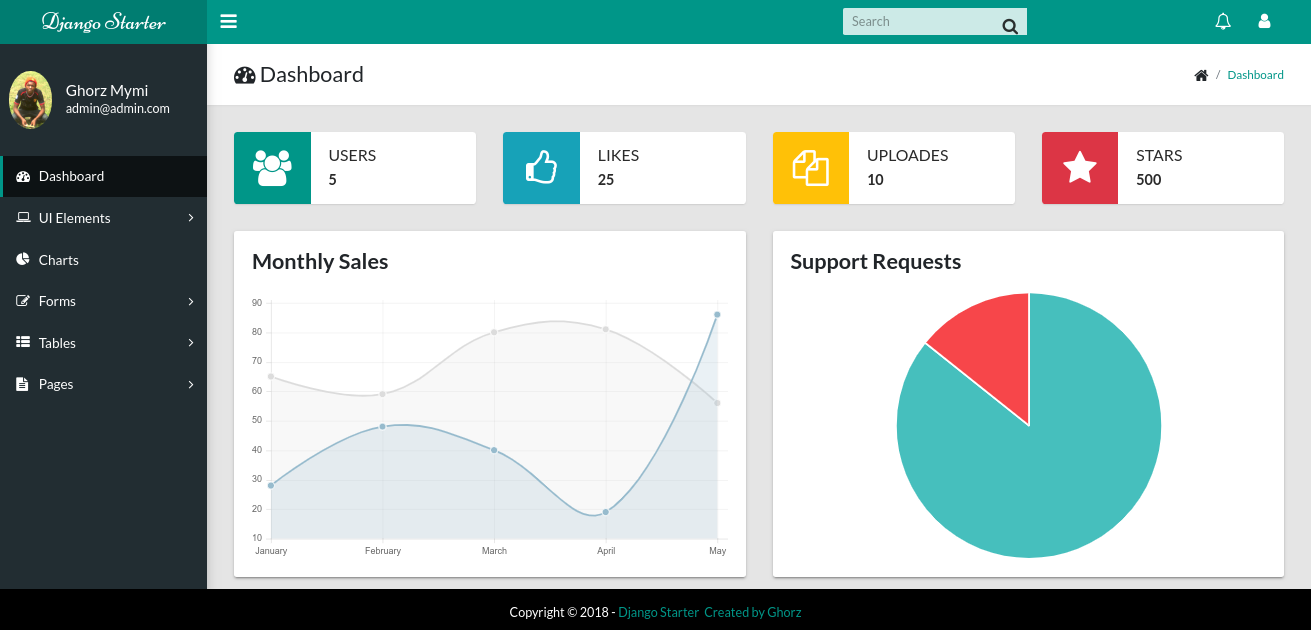 Django Starter
Search
Ghorz Mymi
admin@admin.com
Dashboard
UI Elements
Charts
Forms
Tables
Pages
Dashboard
/ Dashboard
USERS
5
LIKES
25
UPLOADES
10
STARS
500
Monthly Sales
90
80
70
60
50
40
30
20
10
January February March April May
Support Requests
Copyright © 2018 - Django Starter Created by Ghorz